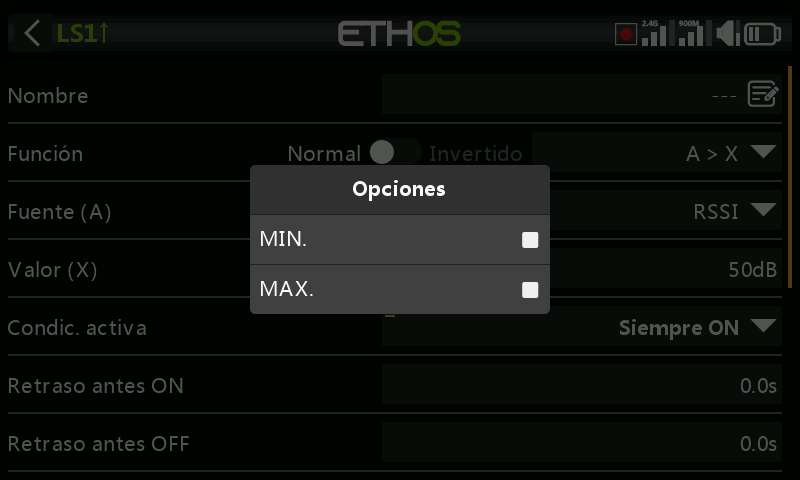 LS1↑ ETHOS 2.4G 900M
Nombre ---
Función Normal Invertido A > X
Opciones
Fuente (A) RSSI
MIN.
Valor (X) 50dB
MAX.
Condic. activa Siempre ON
Retraso antes ON 0.0s
Retraso antes OFF 0.0s